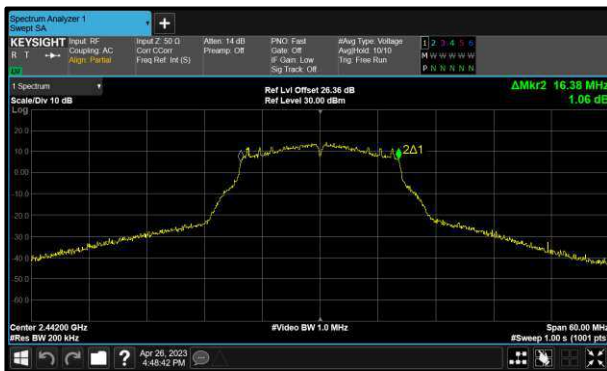 Spectrum Analyzer 1
Swept SA
+
KEYSIGHT
R T
Input: RF
Coupling: AC
Align: Partial
Input Z: 50 Ω
Corr CCorr
Freq Ref: Int (S)
Atten: 14 dB
Preamp: Off
PNO: Fast
Gate: Off
IF Gain: Low
Sig Track: Off
#Avg Type: Voltage
Avg|Hold: 10/10
Trig: Free Run
1 2 3 4 5 6
M W W W W W
P N N N N N
1 Spectrum
Scale/Div 10 dB
Ref Lvl Offset 26.36 dB
Ref Level 30.00 dBm
ΔMkr2 16.38 MHz
1.06 dB
Log
20.0
10.0
0.00
-10.0
-20.0
-30.0
-40.0
-50.0
-60.0
2Δ1
Center 2.44200 GHz
#Res BW 200 kHz
#Video BW 1.0 MHz
Span 60.00 MHz
#Sweep 1.00 s (1001 pts)
?
Apr 26, 2023
4:48:42 PM